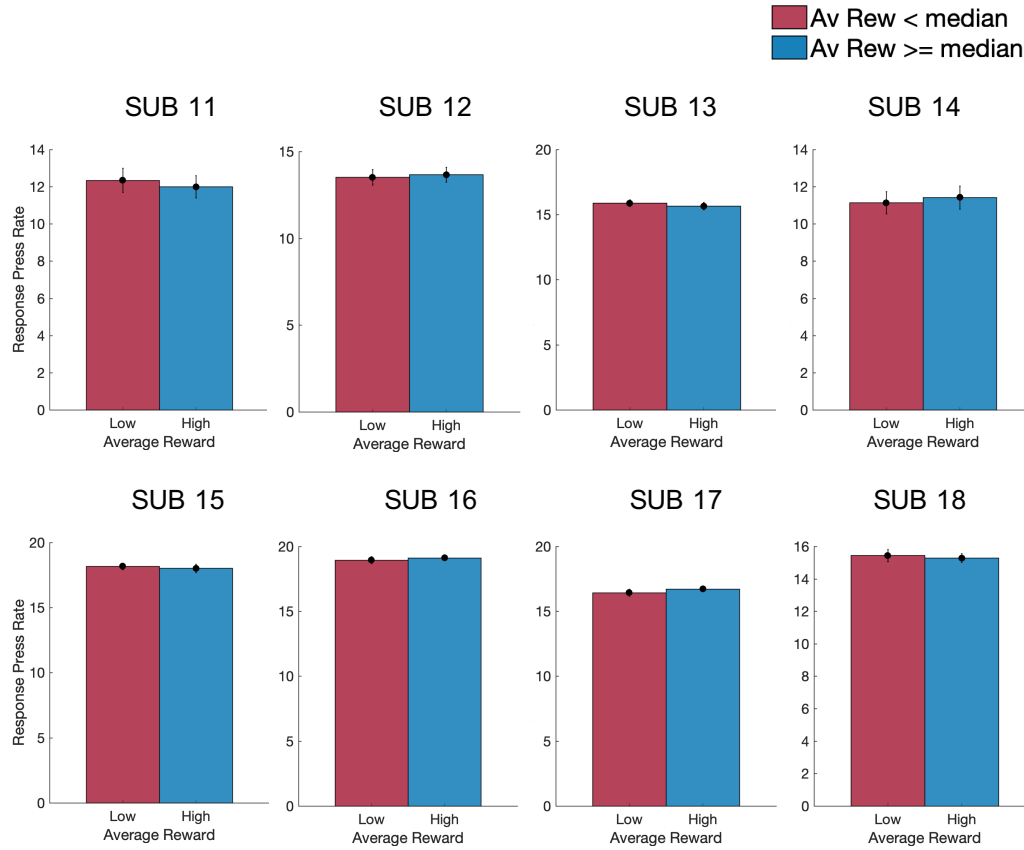 Av Rew < median
Av Rew >= median
SUB 11
SUB 12
SUB 13
SUB 14
Response Press Rate
14
12
10
8
6
4
2
0
Low High
Average Reward
15
10
5
0
Low High
Average Reward
20
15
10
5
0
Low High
Average Reward
14
12
10
8
6
4
2
0
Low High
Average Reward
SUB 15
SUB 16
SUB 17
SUB 18
Response Press Rate
20
15
10
5
0
Low High
Average Reward
20
15
10
5
0
Low High
Average Reward
20
15
10
5
0
Low High
Average Reward
16
14
12
10
8
6
4
2
0
Low High
Average Reward